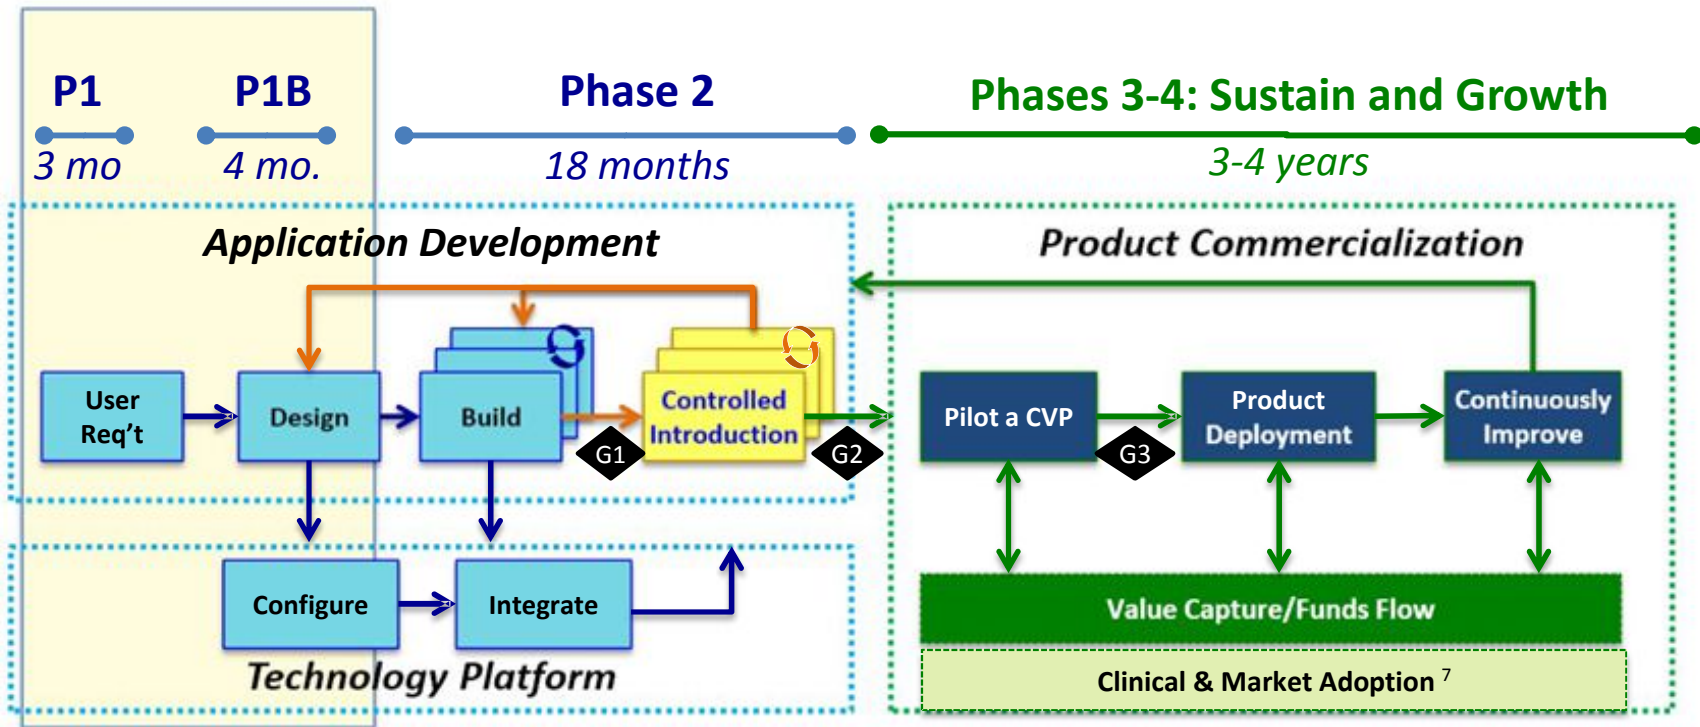 P1
P1B
Phase 2
Phases 3-4: Sustain and Growth
3 mo
4 mo.
18 months
3-4 years
Application Development
Product Commercialization
User
Req't
Design
Build
Controlled
Introduction
Pilot a CVP
Product
Deployment
Continuously
Improve
G1
G2
G3
Configure
Integrate
Value Capture/Funds Flow
Technology Platform
Clinical & Market Adoption 7